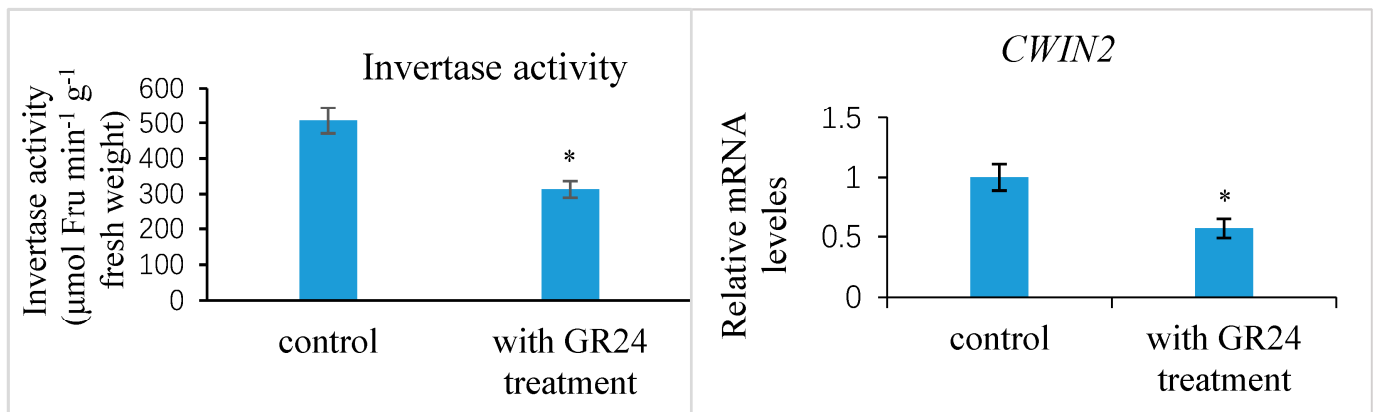 Invertase activity
Invertase activity
(μmol Fru min-1 g-1
fresh weight)
600
500
400
300
200
100
0
*
control
with GR24
treatment
CWIN2
Relative mRNA
leveles
1.5
1
0.5
0
*
control
with GR24
treatment